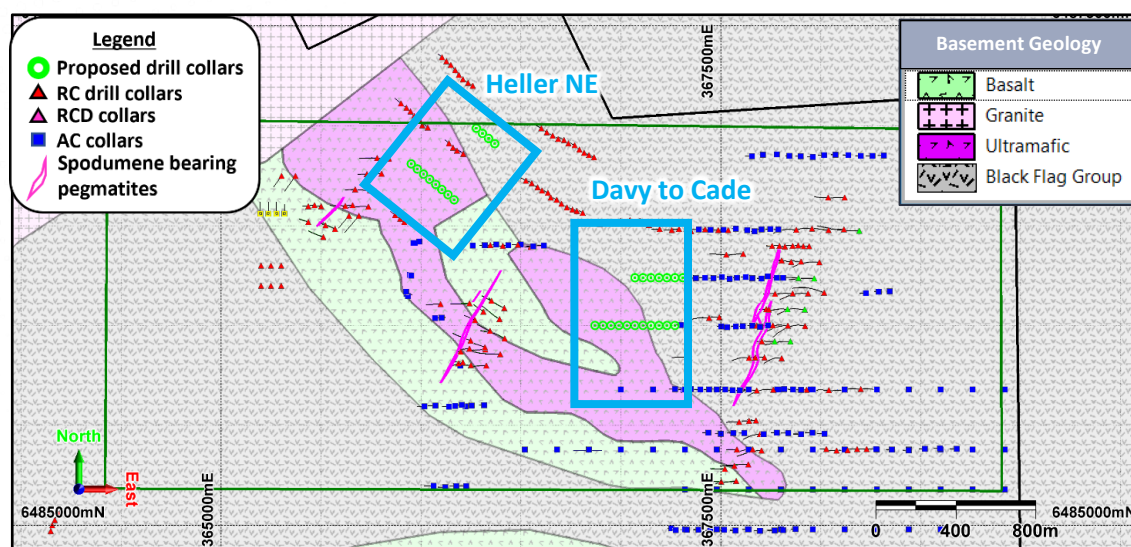 6487500mN
Legend
Proposed drill collars
RC drill collars
RCD collars
AC collars
Spodumene bearing
pegmatites
Heller NE
Davy to Cade
367500mE
Basement Geology
Basalt
Granite
Ultramafic
Black Flag Group
North
East
6485000mN
365000mE
367500mE
6485000mN
0 400 800m